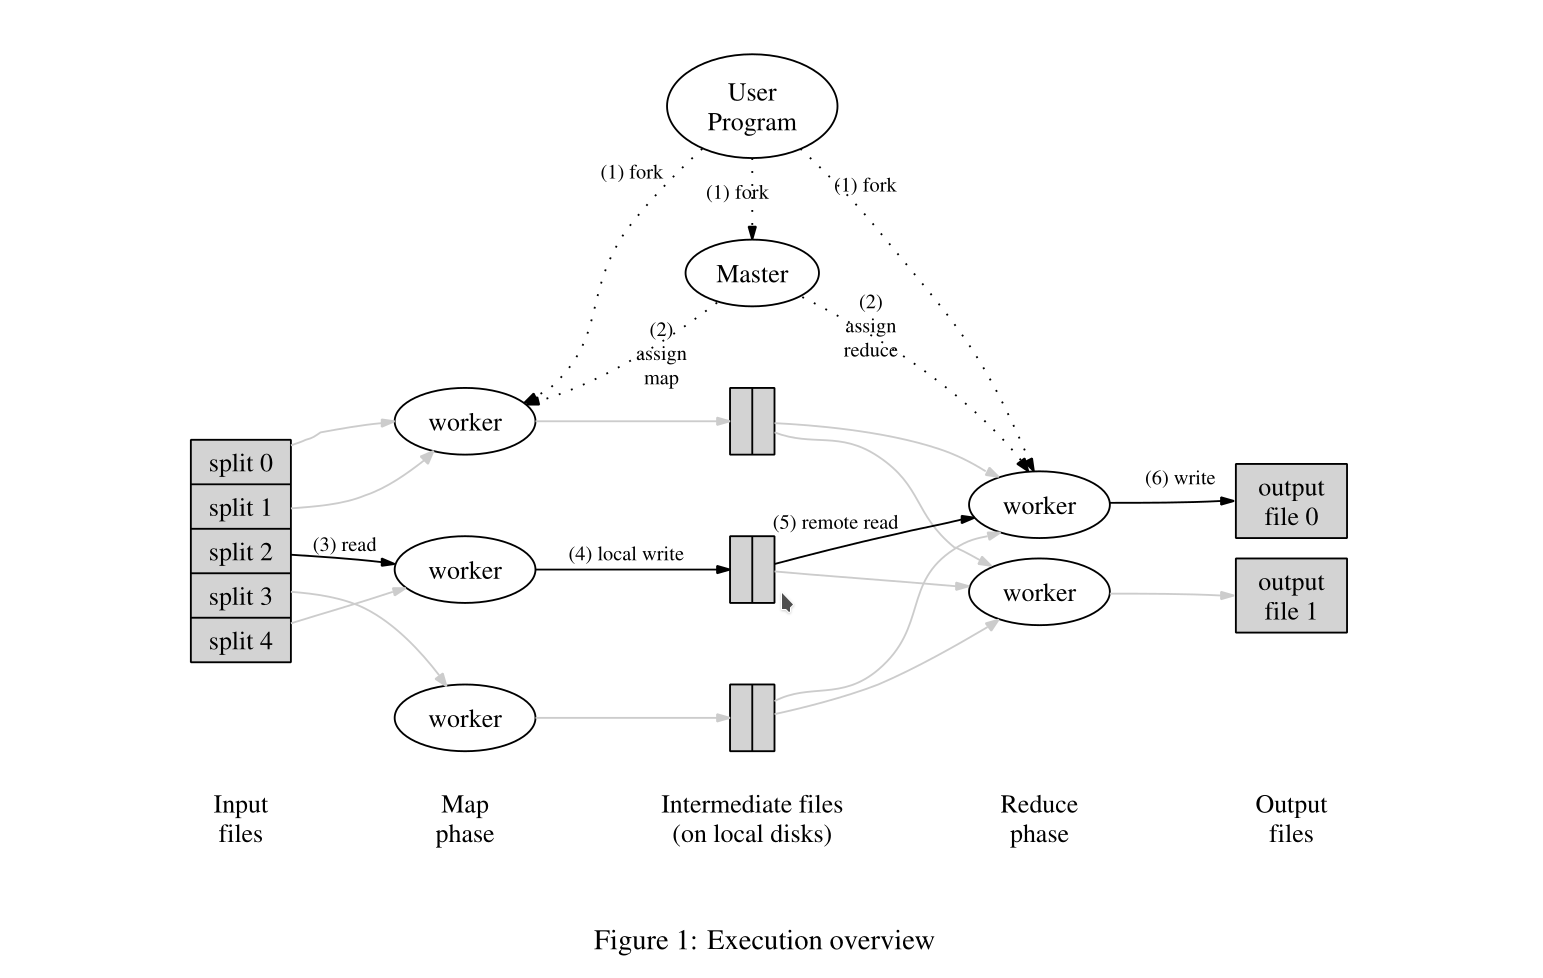 User
Program
(1) fork
(1) fork
(1) fork
Master
(2)
assign
map
(2)
assign
reduce
worker
split 0
split 1
split 2
split 3
split 4
(3) read
worker
(4) local write
worker
(5) remote read
worker
worker
(6) write
output
file 0
output
file 1
Input
files
Map
phase
Intermediate files
(on local disks)
Reduce
phase
Output
files
Figure 1: Execution overview